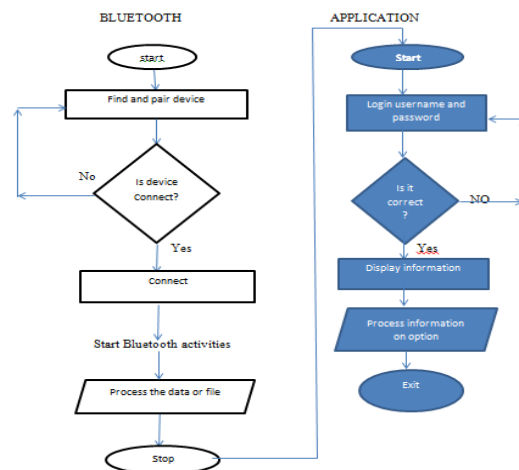 BLUETOOTH
start
Find and pair device
No
Is device
Connect?
Yes
Connect
Start Bluetooth activities
Process the data or file
Stop
APPLICATION
Start
Login username and
password
Is it
correct
?
NO
Yes
Display information
Process information
on option
Exit